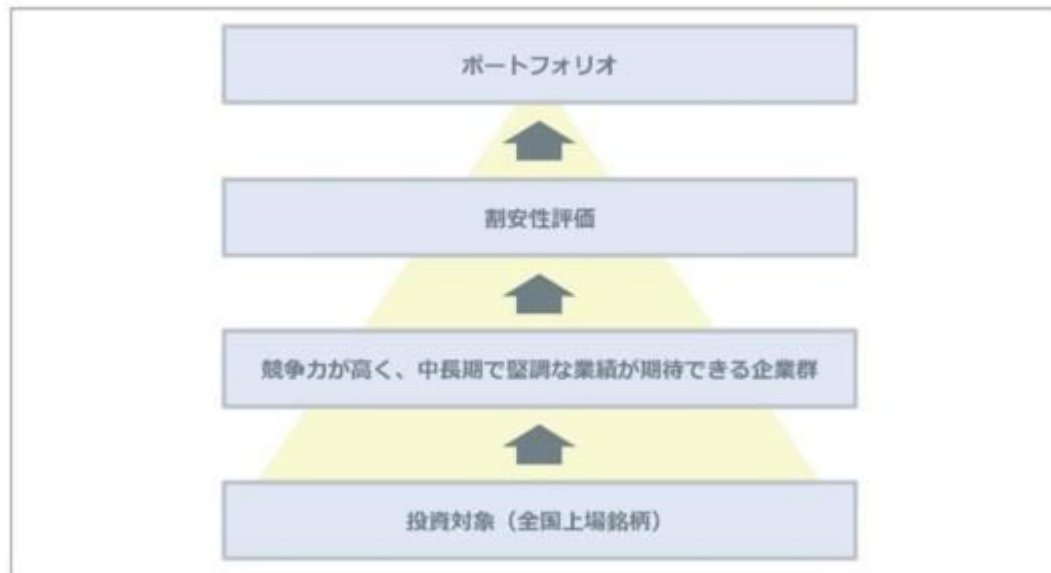 ポートフォリオ
割安性評価
競争力が高く、中長期で堅調な業績が期待できる企業群
投資対象（全国上場銘柄）